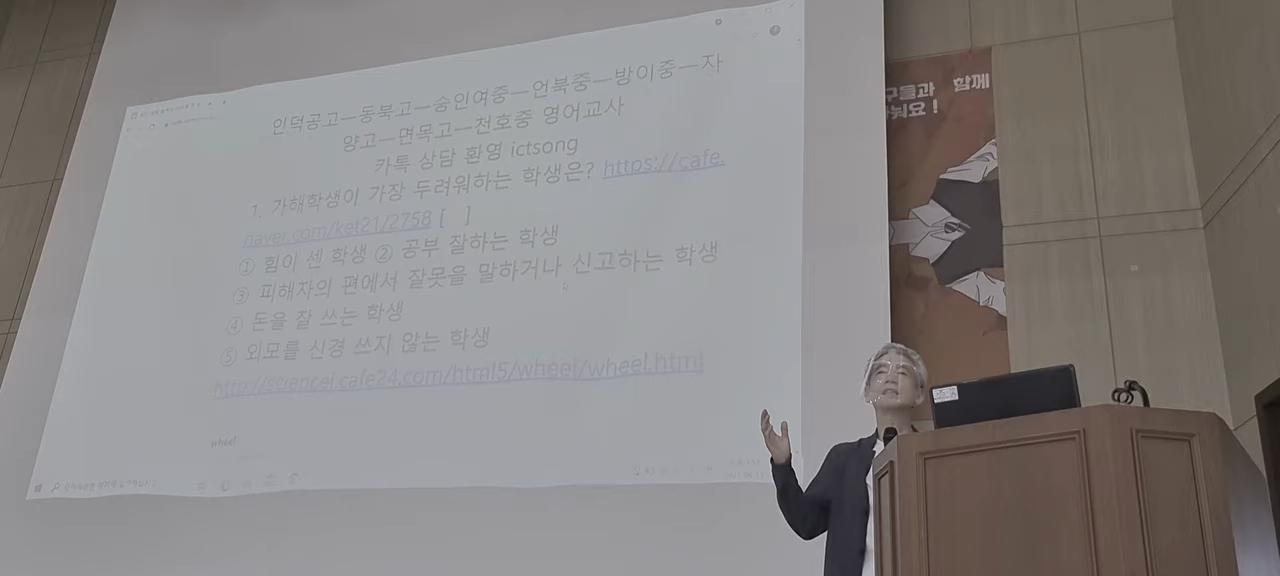 인덕공고—동북고—숭인여중—언북중—방이중—자
양고—면목고—천호중 영어교사
카톡 상담 환영 ictsong
1. 가해학생이 가장 두려워하는 학생은? https://cafe.
naver.com/ket21/2758 [ ]
① 힘이 센 학생 ② 공부 잘하는 학생
③ 피해자의 편에서 잘못을 말하거나 신고하는 학생
④ 돈을 잘 쓰는 학생
⑤ 외모를 신경 쓰지 않는 학생
http://sciencej.cafe24.com/html5/wheel/wheel.html
wheel
구들과 함께
눠요!